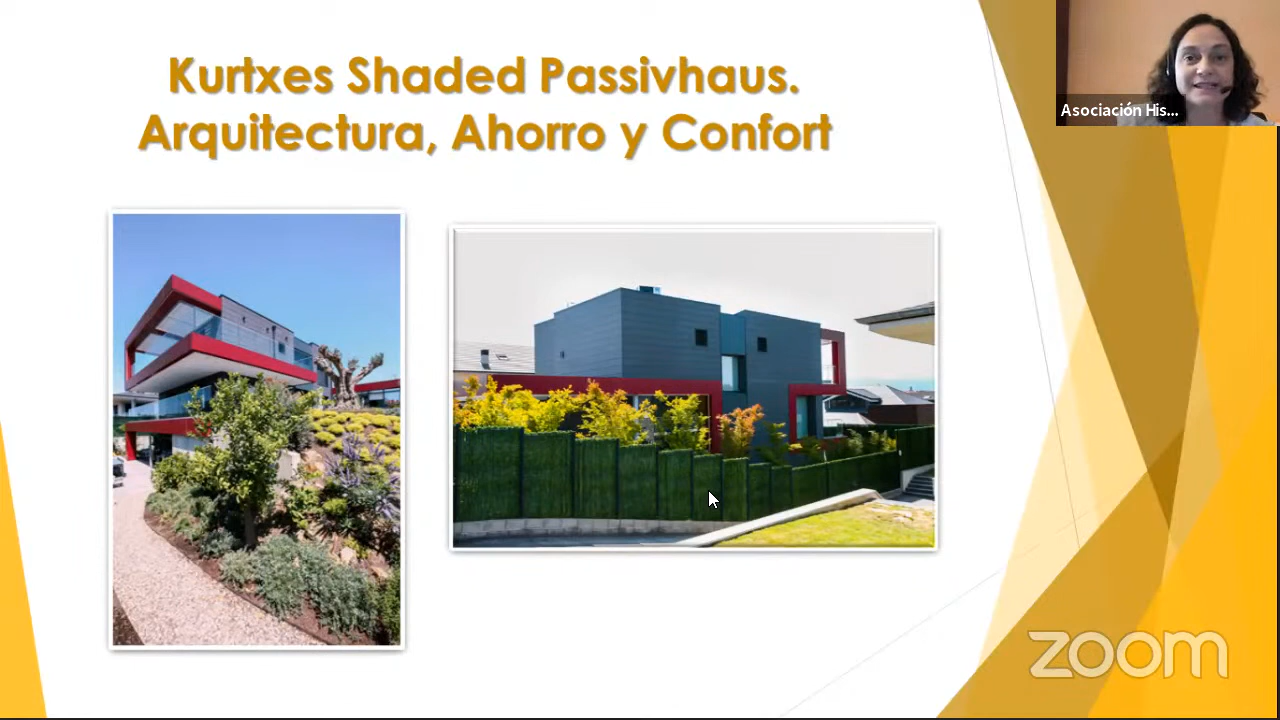 Kurtxes Shaded Passivhaus.
Arquitectura, Ahorro y Confort
Asociación His...
zoom